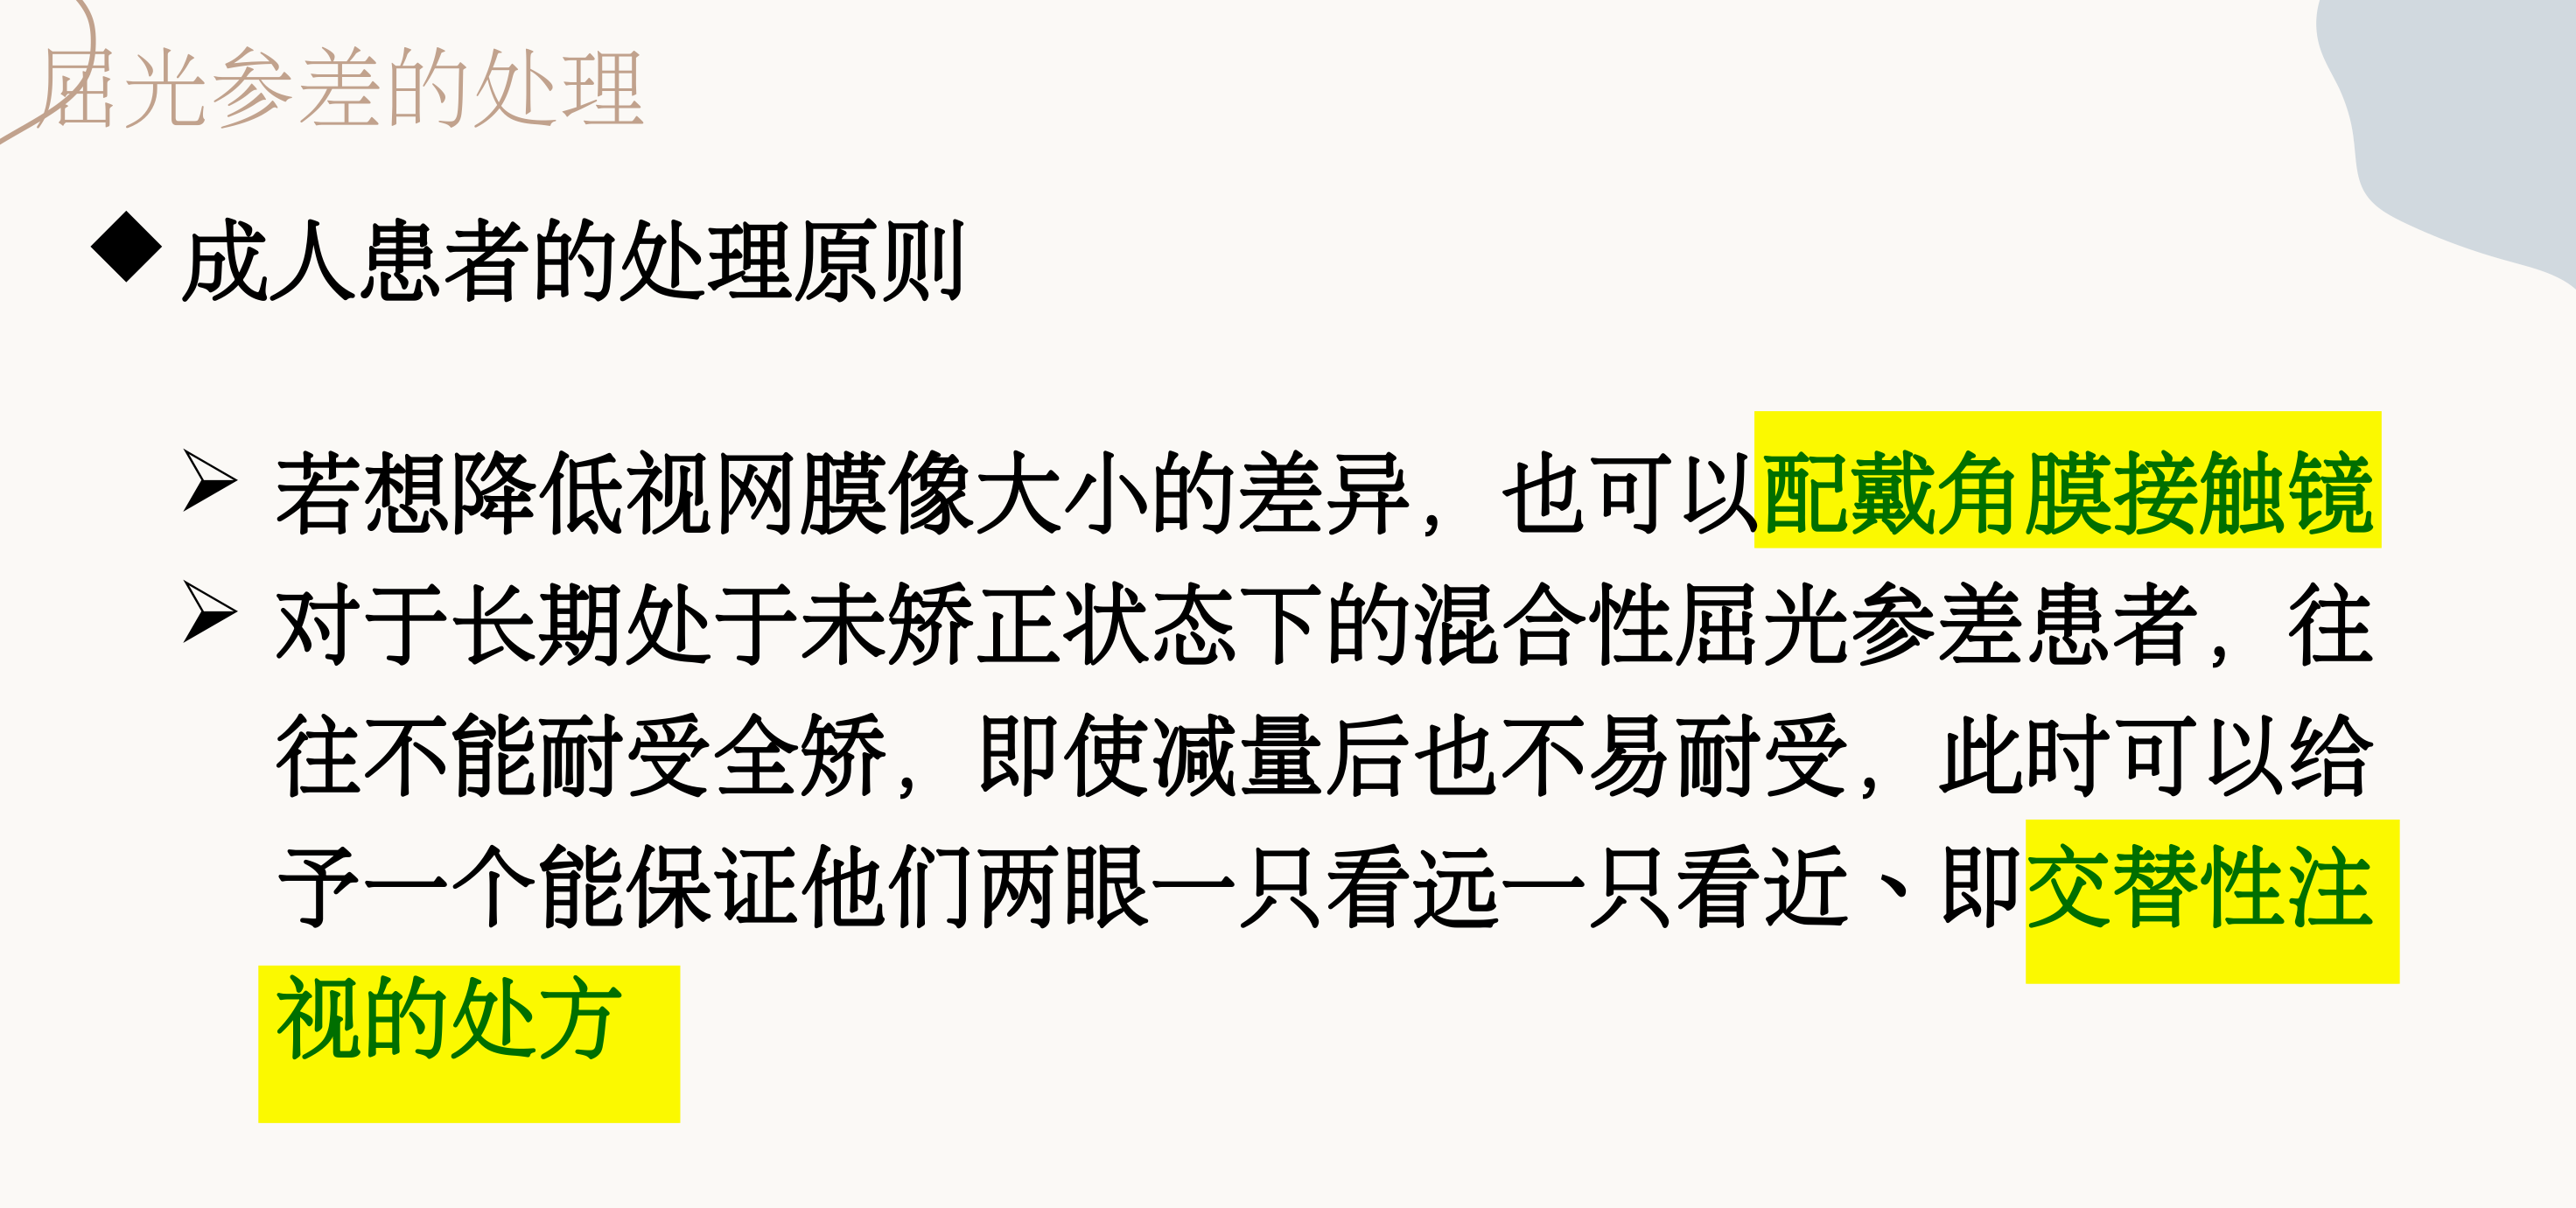 屈光参差的处理
◆成人患者的处理原则
➢ 若想降低视网膜像大小的差异，也可以配戴角膜接触镜
➢ 对于长期处于未矫正状态下的混合性屈光参差患者，往
往不能耐受全矫，即使减量后也不易耐受，此时可以给
予一个能保证他们两眼一只看远一只看近、即交替性注
视的处方